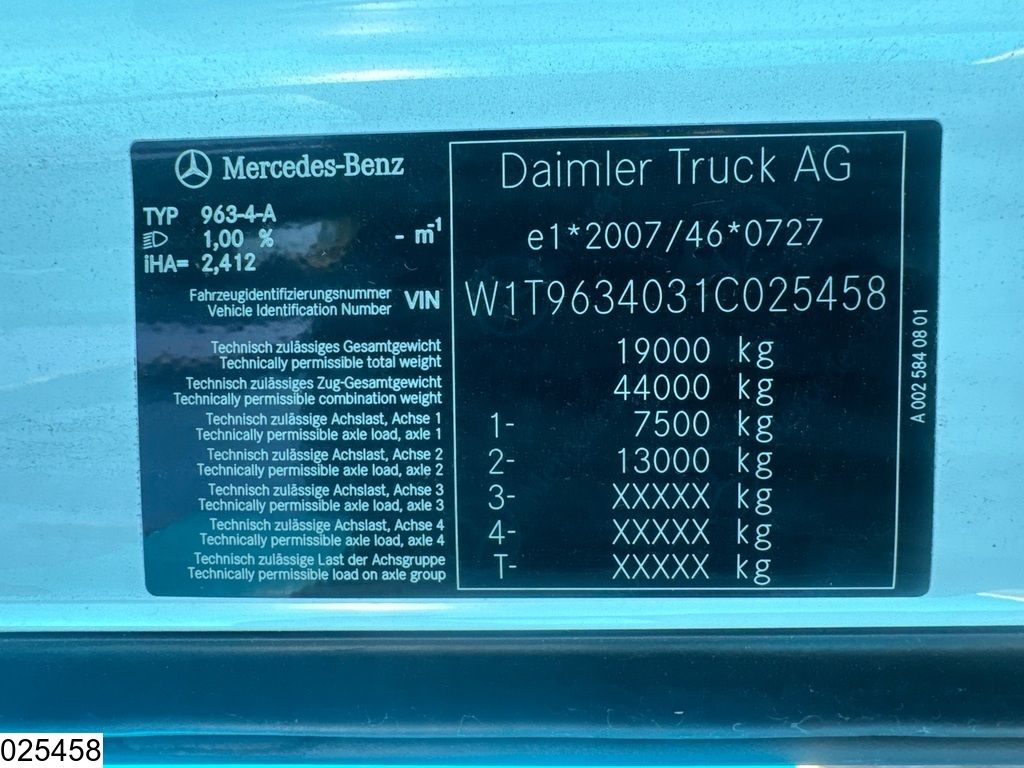 Mercedes-Benz
Daimler Truck AG
TYP 963-4-A
1,00 % - m-1
iHA= 2,412
e1*2007/46*0727
Fahrzeugidentifizierungsnummer
Vehicle Identification Number
VIN W1T9634031C025458
Technisch zulässiges Gesamtgewicht
Technically permissible total weight
19000 kg
Technisch zulässiges Zug-Gesamtgewicht
Technically permissible combination weight
44000 kg
Technisch zulässige Achslast, Achse 1
Technically permissible axle load, axle 1
1- 7500 kg
Technisch zulässige Achslast, Achse 2
Technically permissible axle load, axle 2
2- 13000 kg
Technisch zulässige Achslast, Achse 3
Technically permissible axle load, axle 3
3- XXXXX kg
Technisch zulässige Achslast, Achse 4
Technically permissible axle load, axle 4
4- XXXXX kg
Technisch zulässige Last der Achsgruppe
Technically permissible load on axle group
T- XXXXX kg
A 002 584 08 01
025458